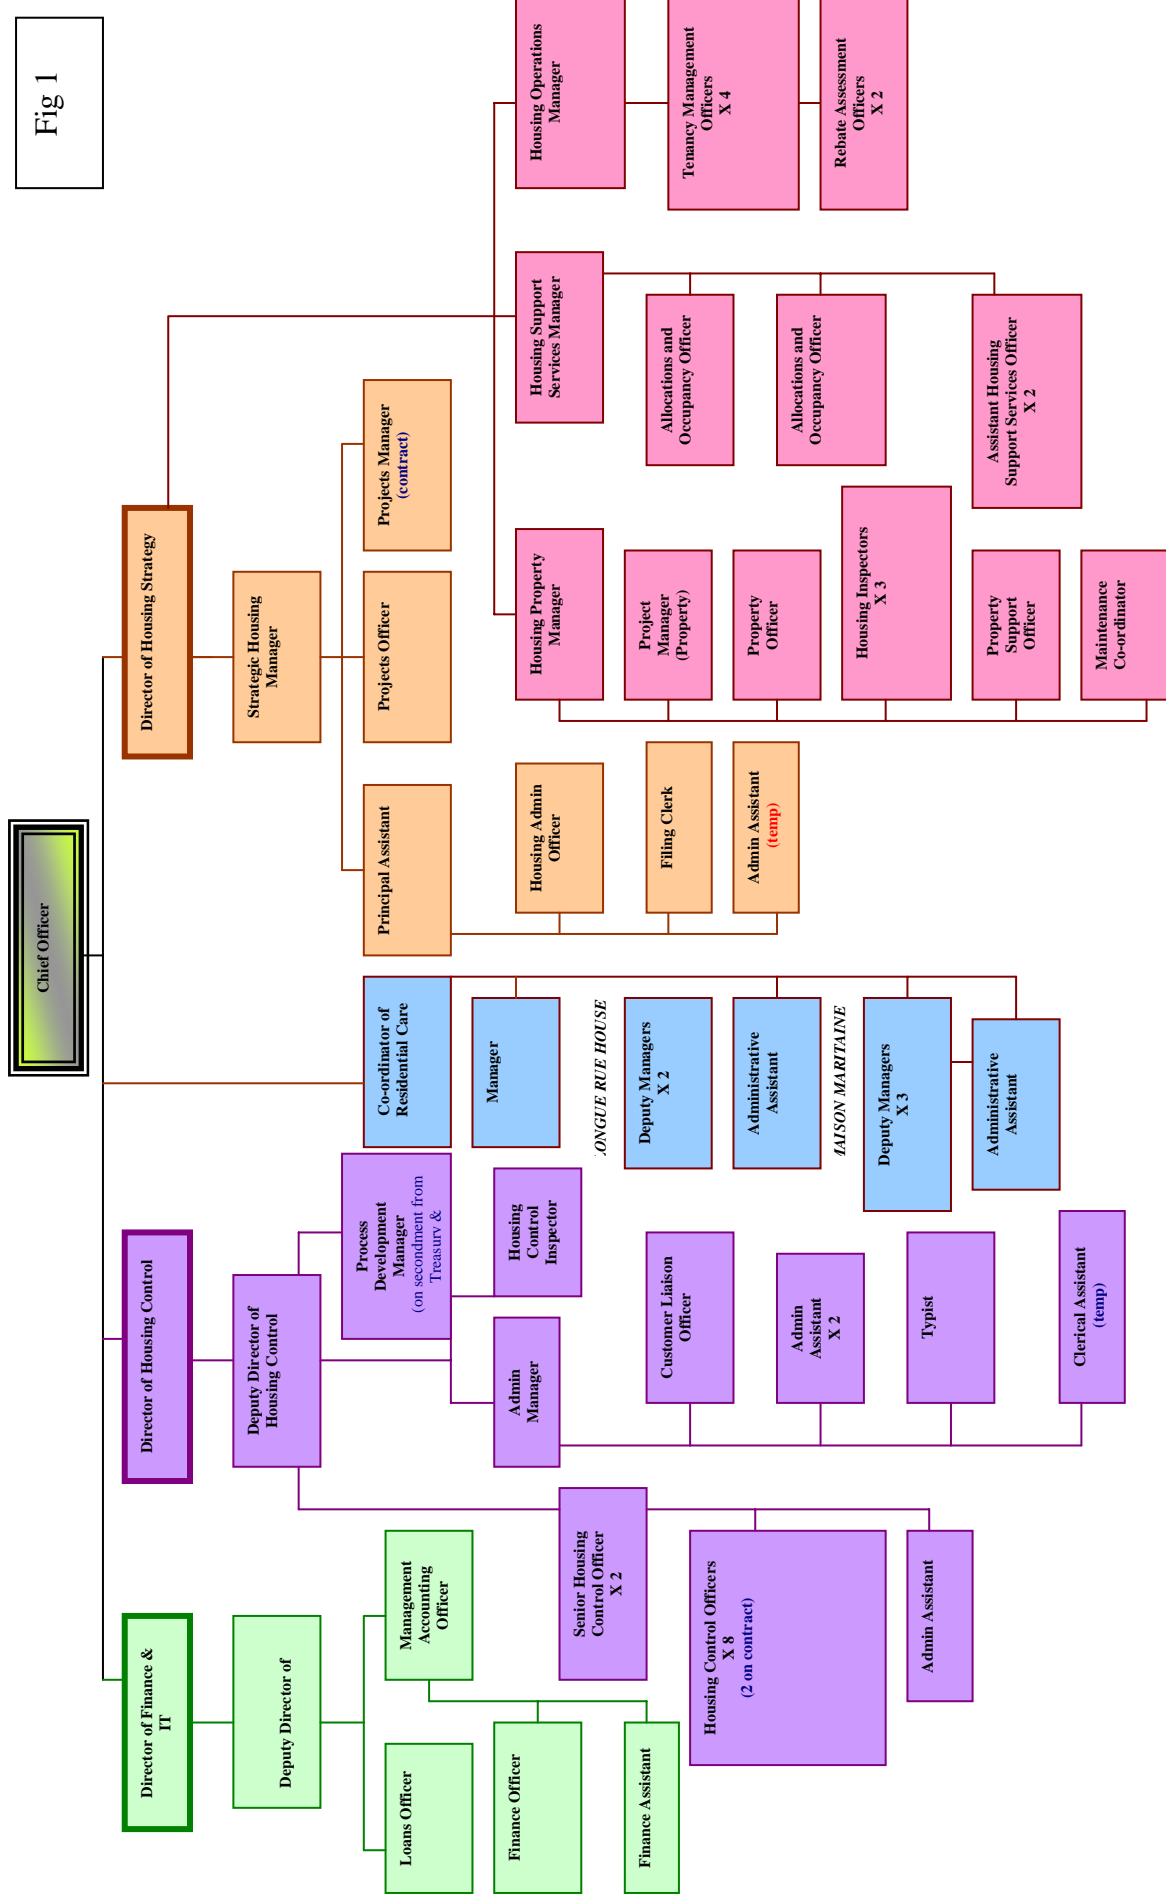 Fig 1
Chief Officer
Director of Finance &
IT
Director of Housing Control
Director of Housing Strategy
Deputy Director of
Deputy Director of
Housing Control
Strategic Housing
Manager
Loans Officer
Management
Accounting
Officer
Finance Officer
Finance Assistant
Process
Development
Manager
(on secondment from
Treasury &
Admin
Manager
Housing
Control
Inspector
Senior Housing
Control Officer
X 2
Housing Control Officers
X 8
(2 on contract)
Admin Assistant
Customer Liaison
Officer
Admin
Assistant
X 2
Typist
Clerical Assistant
(temp)
Co-ordinator of
Residential Care
Manager
ONGUE RUE HOUSE
Deputy Managers
X 2
Administrative
Assistant
AISON MARITAINE
Deputy Managers
X 3
Administrative
Assistant
Principal Assistant
Projects Officer
Projects Manager
(contract)
Housing Admin
Officer
Filing Clerk
Admin Assistant
(temp)
Housing Property
Manager
Project
Manager
(Property)
Property
Officer
Housing Inspectors
X 3
Property
Support
Officer
Maintenance
Co-ordinator
Housing Support
Services Manager
Allocations and
Occupancy Officer
Allocations and
Occupancy Officer
Assistant Housing
Support Services Officer
X 2
Housing Operations
Manager
Tenancy Management
Officers
X 4
Rebate Assessment
Officers
X 2